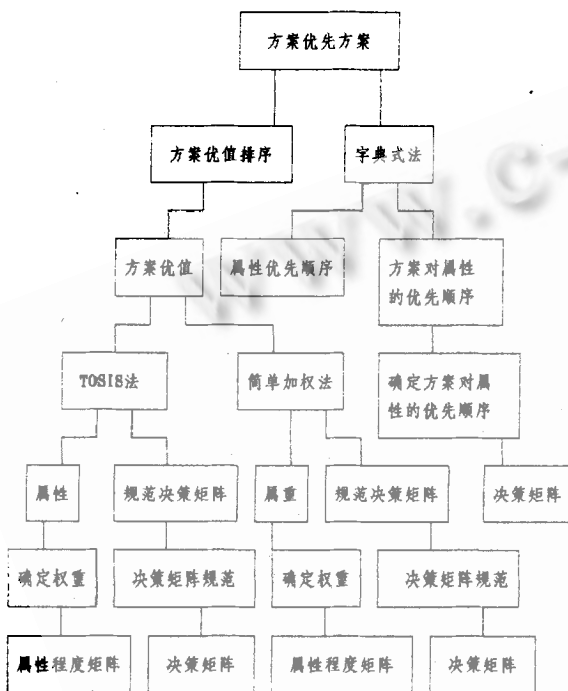 方案优先方案
方案优值排序
字典式法
方案优值
属性优先顺序
方案对属性
的优先顺序
TOSIS法
简单加权法
确定方案对属
性的优先顺序
属性
规范决策矩阵
属重
规范决策矩阵
决策矩阵
确定权重
决策矩阵规范
确定权重
决策矩阵规范
属性程度矩阵
决策矩阵
属性程度矩阵
决策矩阵
www.c-